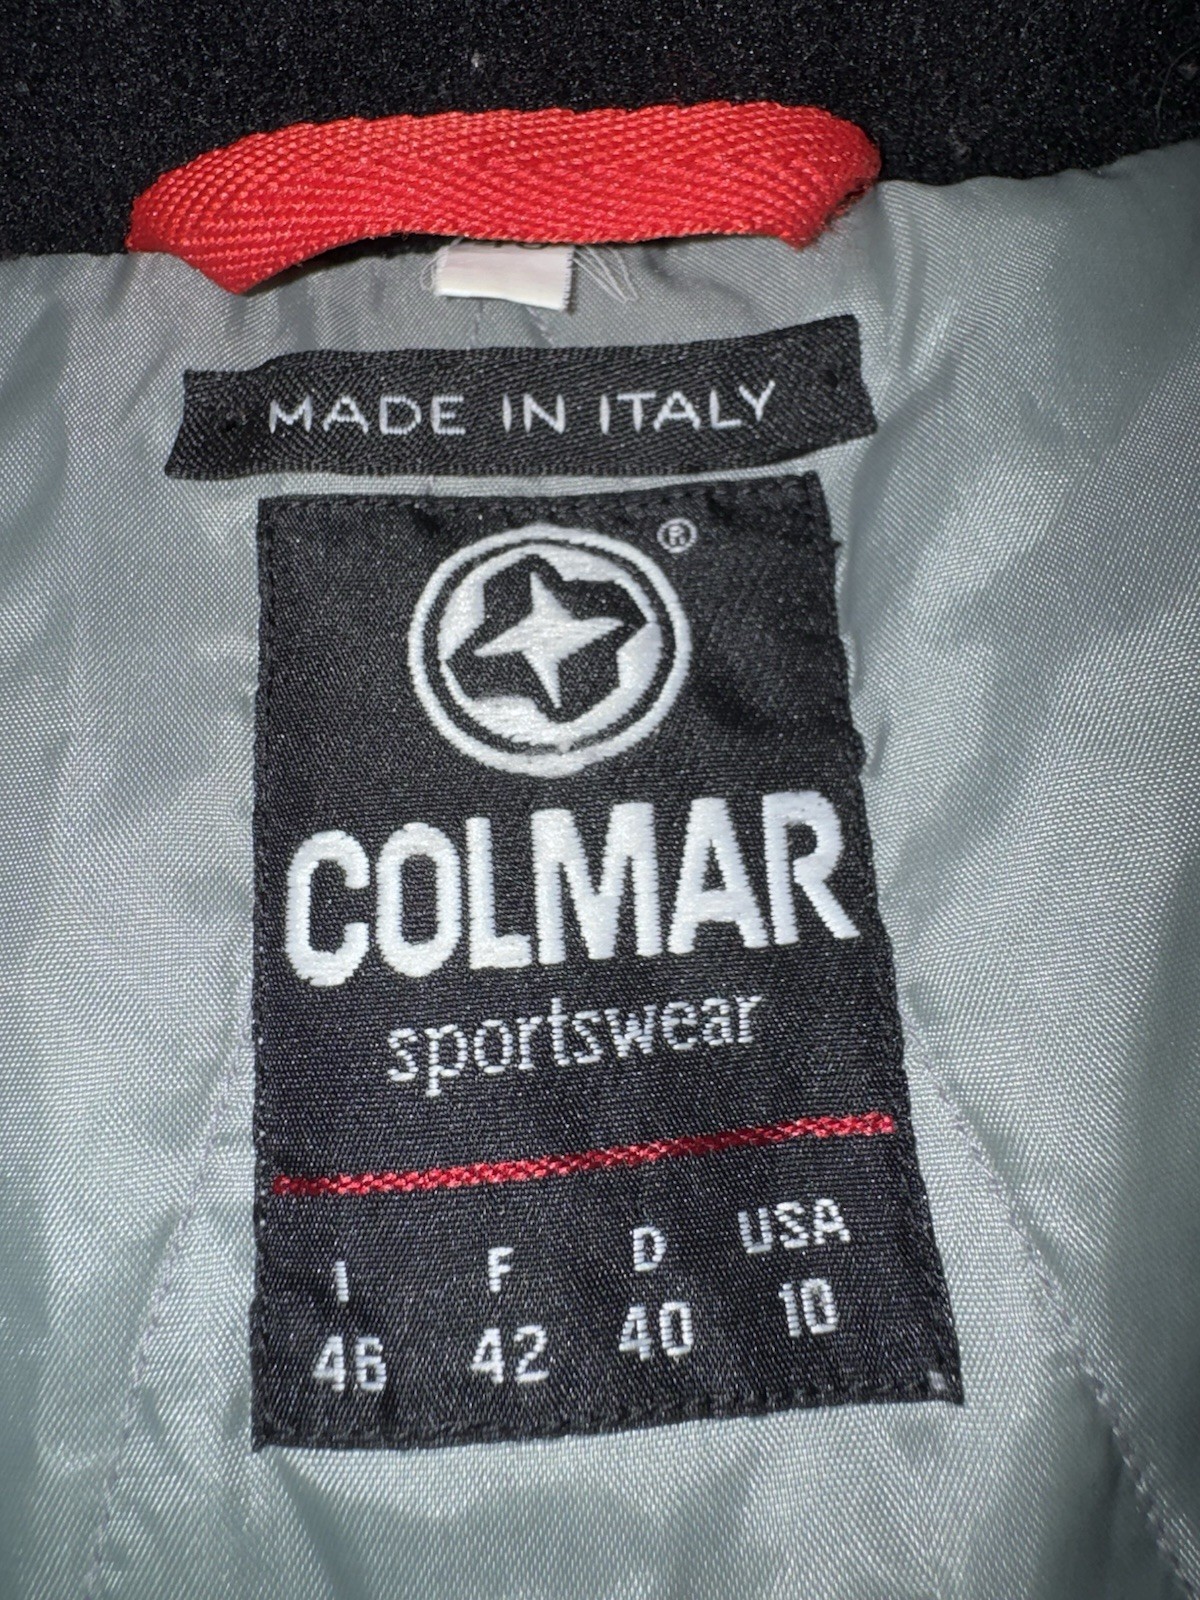 MADE IN ITALY
®
COLMAR
sportswear
I F D USA
46 42 40 10